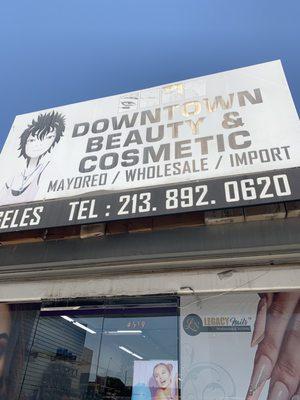 DOWNTOWN
BEAUTY &
COSMETIC
MAYOREO / WHOLESALE / IMPORT
ELES TEL : 213. 892. 0620
LEGACY Nails